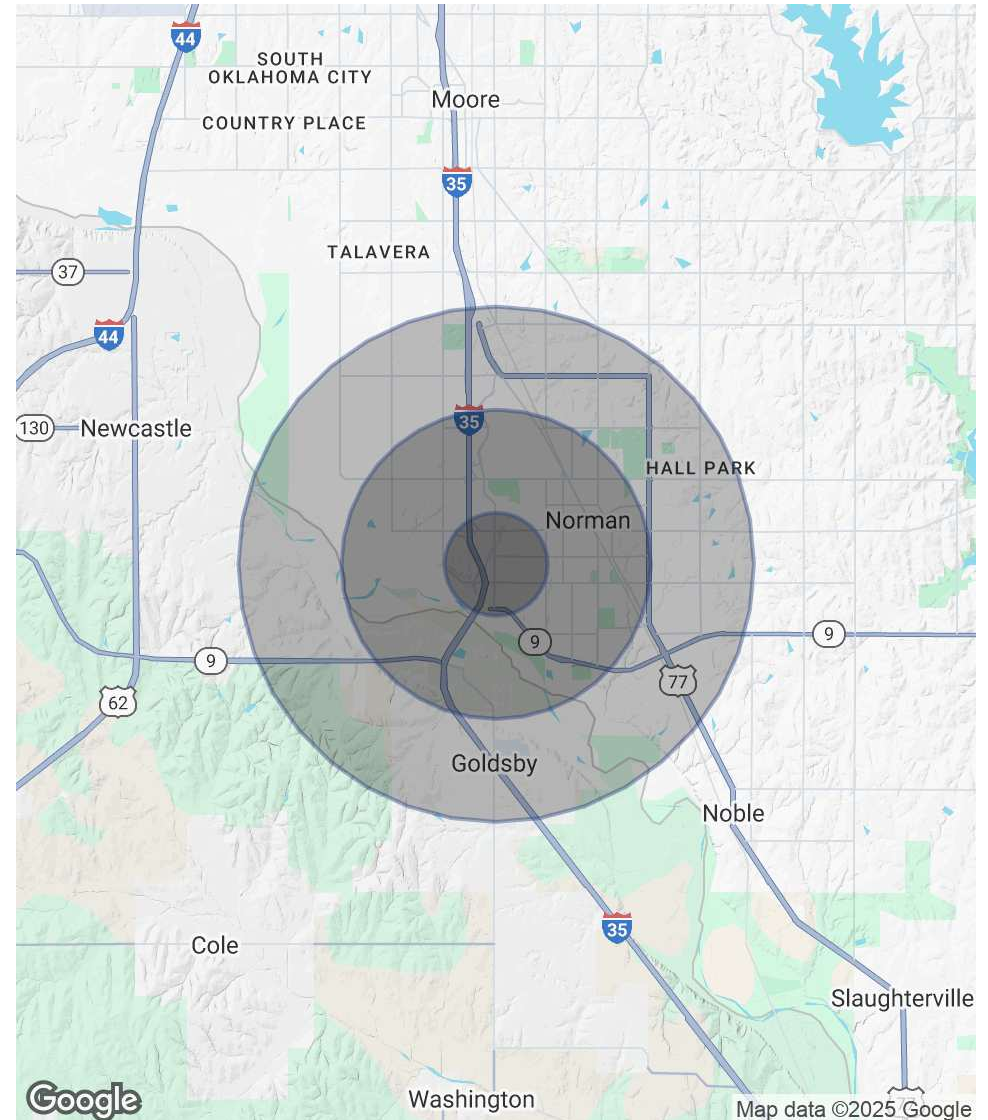 44
SOUTH
OKLAHOMA CITY
Moore
COUNTRY PLACE
35
TALAVERA
37
44
35
130
Newcastle
HALL PARK
Norman
9
9
9
62
77
Goldsby
Noble
35
Cole
Slaughterville
Google
Washington
77
Map data ©2025 Google